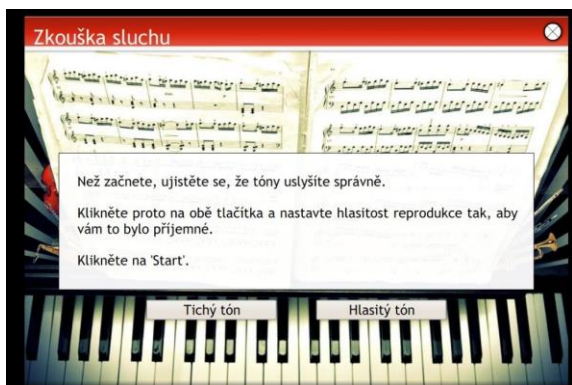 Zkouška sluchu
Než začnete, ujistěte se, že tóny uslyšíte správně.
Klikněte proto na obě tlačítka a nastavte hlasitost reprodukce tak, aby
vám to bylo příjemné.
Klikněte na 'Start'.
Tichý tón
Hlasitý tón